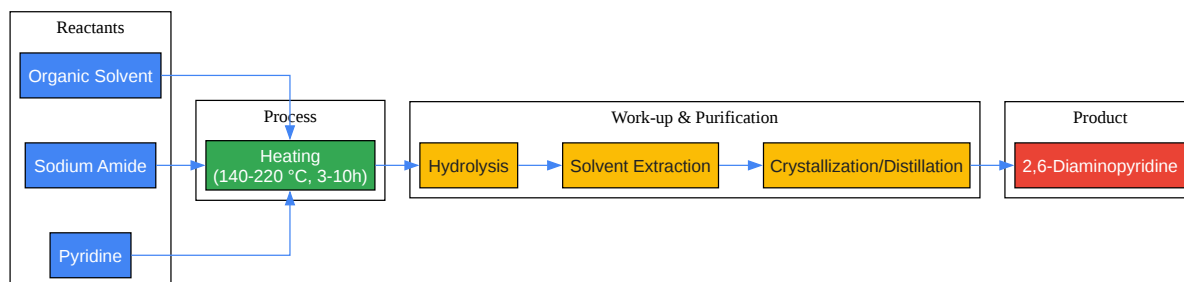 Reactants
Organic Solvent
Sodium Amide
Pyridine
Process
Heating
(140-220 °C, 3-10h)
Work-up & Purification
Hydrolysis
Solvent Extraction
Crystallization/Distillation
Product
2,6-Diaminopyridine